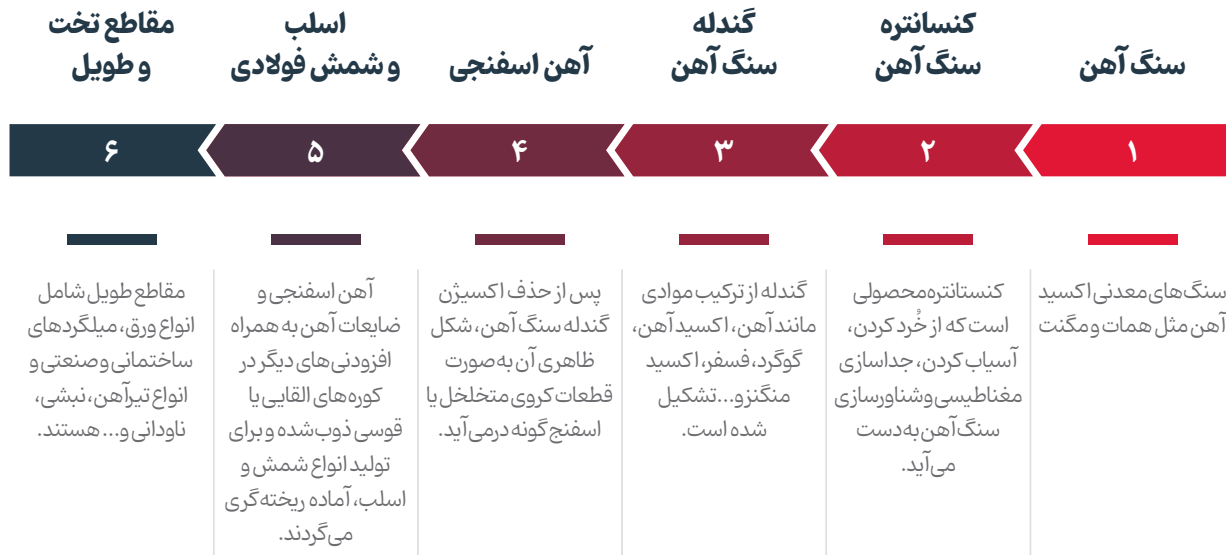 سنگ آهن
۱
سنگ‌های معدنی اکسید
آهن مثل همات و مگنت
کنسانتره
سنگ آهن
۲
کنستانتره محصولی
است که از خُرد کردن،
آسیاب کردن، جداسازی
مغناطیسی و شناورسازی
سنگ آهن به دست
می‌آید.
گندله
سنگ آهن
۳
گندله از ترکیب موادی
مانند آهن، اکسید آهن،
گوگرد، فسفر، اکسید
منگنز و... تشکیل
شده است.
آهن اسفنجی
۴
پس از حذف اکسیژن
گندله سنگ آهن، شکل
ظاهری آن به‌صورت
قطعات کروی متخلخل یا
اسفنج گونه درمی‌آید.
اسلب
و شمش فولادی
۵
آهن اسفنجی و
ضایعات آهن به همراه
افزودنی‌های دیگر در
کوره‌های القایی یا
قوسی ذوب شده و برای
تولید انواع شمش و
اسلب، آماده ریخته‌گری
می‌گردند.
مقاطع تخت
و طویل
۶
مقاطع طویل شامل
انواع ورق، میلگردهای
ساختمانی و صنعتی و
انواع تیرآهن، نبشی،
ناودانی و... هستند.